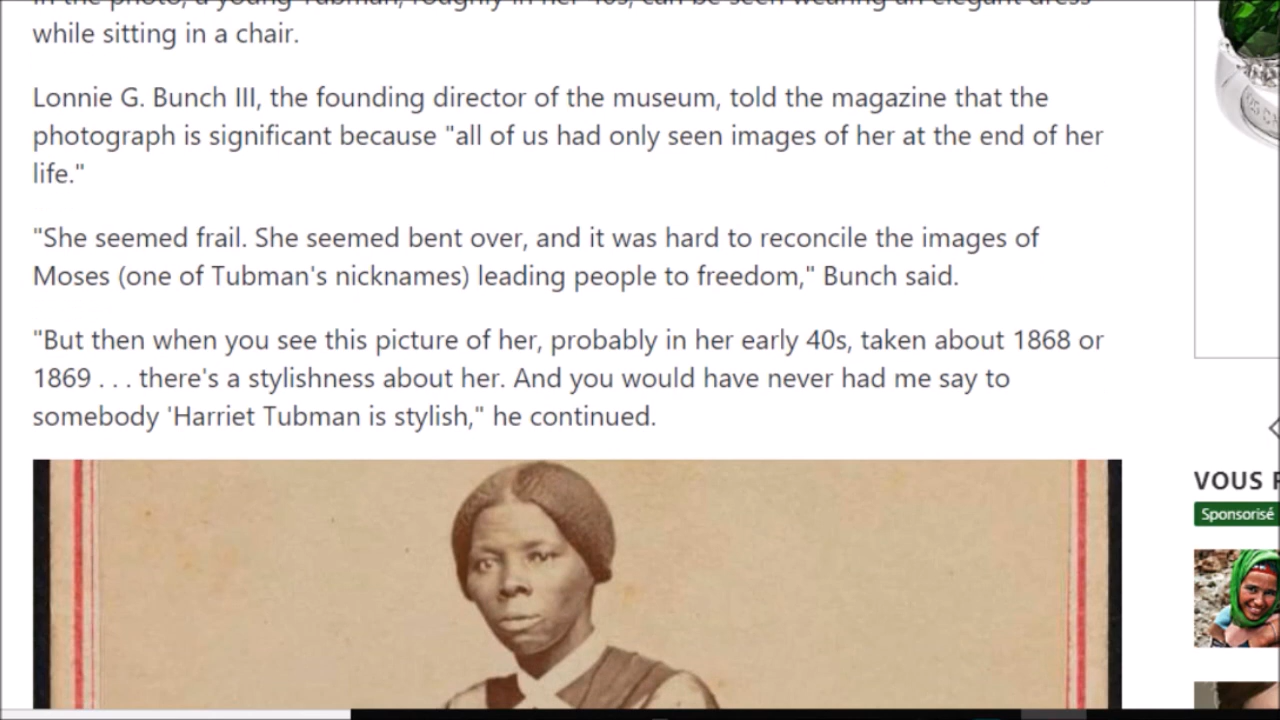 while sitting in a chair.
Lonnie G. Bunch III, the founding director of the museum, told the magazine that the
photograph is significant because "all of us had only seen images of her at the end of her
life."
"She seemed frail. She seemed bent over, and it was hard to reconcile the images of
Moses (one of Tubman's nicknames) leading people to freedom," Bunch said.
"But then when you see this picture of her, probably in her early 40s, taken about 1868 or
1869 . . . there's a stylishness about her. And you would have never had me say to
somebody 'Harriet Tubman is stylish," he continued.
VOUS
Sponsorisé